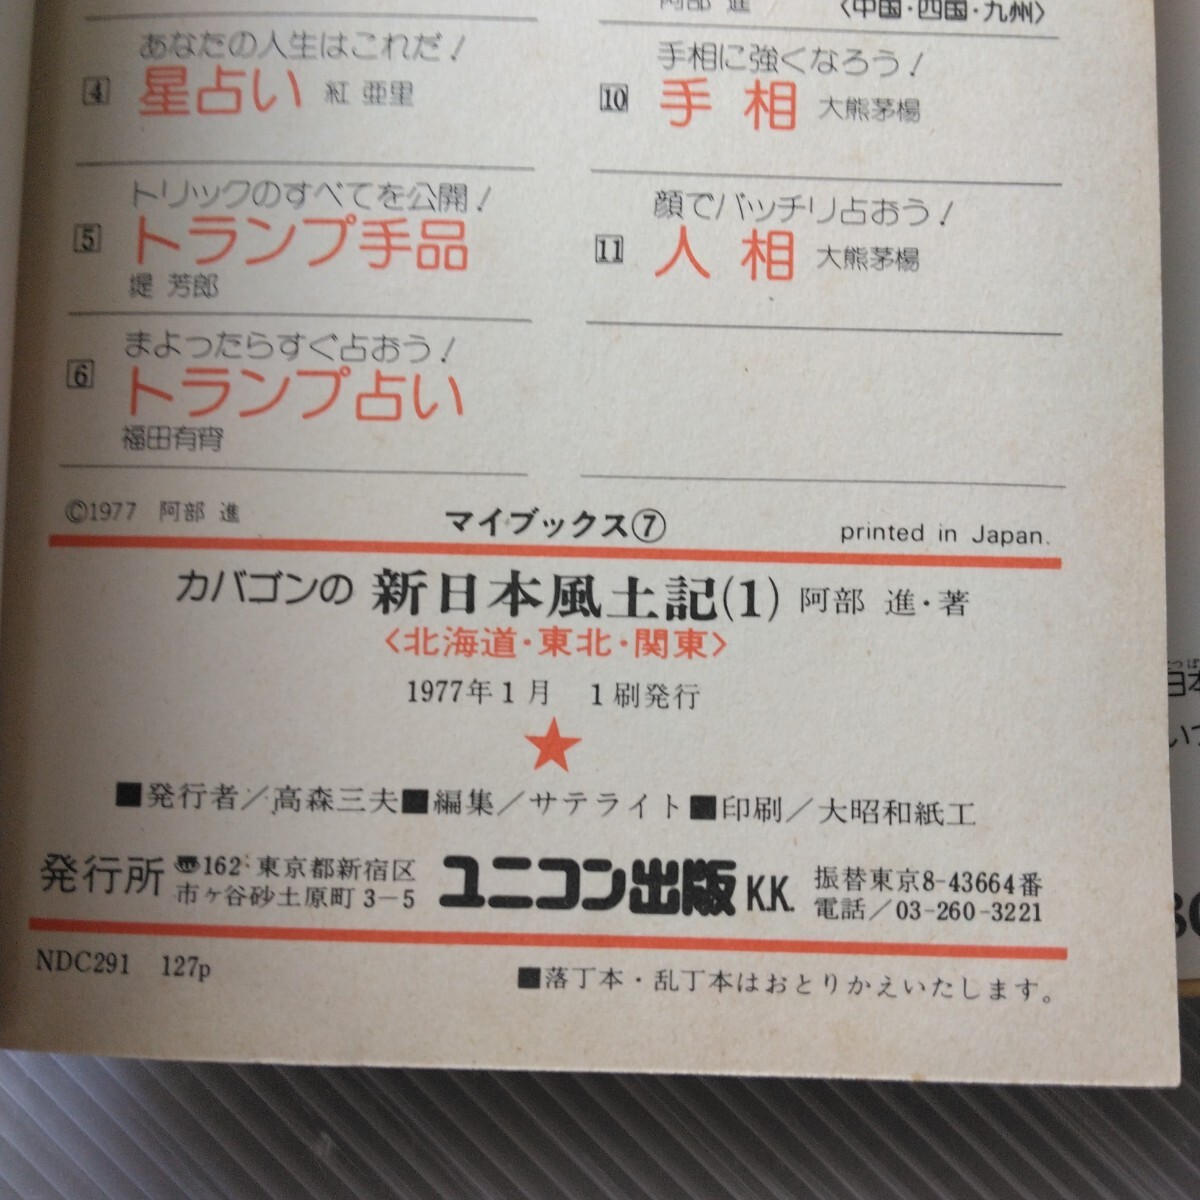 あなたの人生はこれだ!
4 星占い 紅 亜里
トリックのすべてを公開!
5 トランプ手品
堤 芳郎
まよったらすぐ占おう!
6 トランプ占い
福田有宵
阿部 進 〈中国・四国・九州〉
手相に強くなろう!
10 手相 大熊茅楊
顔でバッチリ占おう!
11 人相 大熊茅楊
©1977 阿部 進 マイブックス⑦ printed in Japan.
カバゴンの 新日本風土記(1) 阿部 進・著
〈北海道・東北・関東〉
1977年1月 1刷発行
★
■発行者/高森三夫■編集/サテライト■印刷/大昭和紙工
発行所 〠162 東京都新宿区
市ヶ谷砂土原町3-5
ユニコン出版 K.K.
振替東京8-43664番
電話/03-260-3221
NDC291 127p ■落丁本・乱丁本はおとりかえいたします。